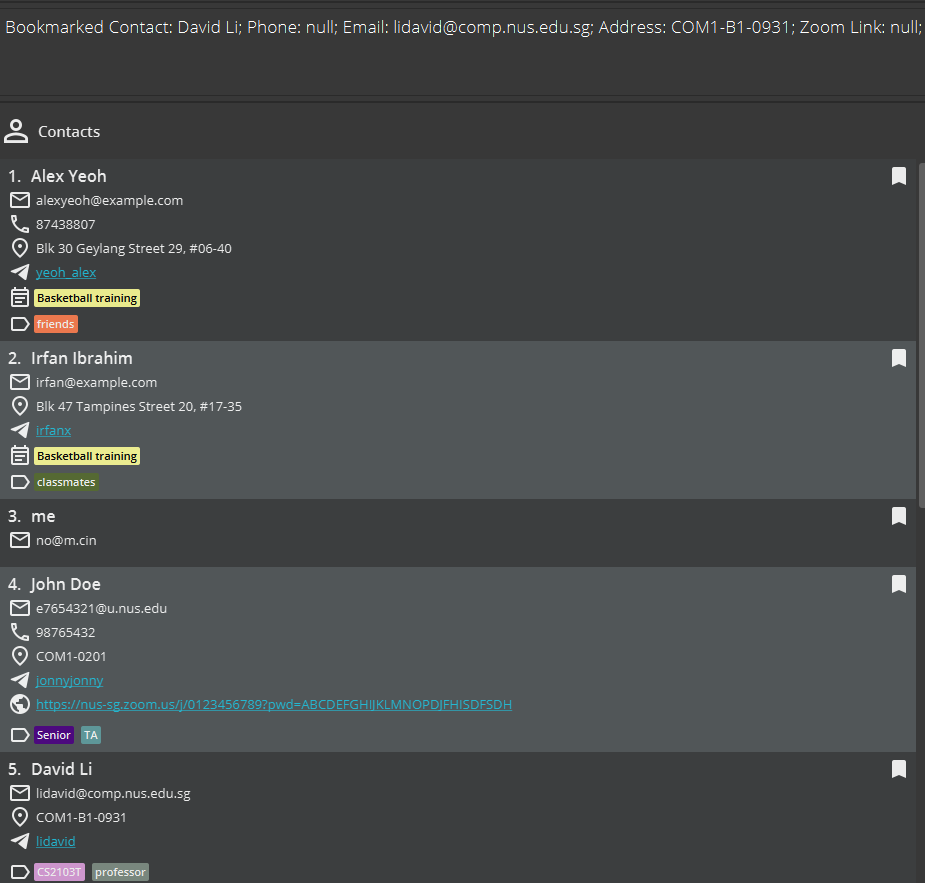 Bookmarked Contact: David Li; Phone: null; Email: lidavid@comp.nus.edu.sg; Address: COM1-B1-0931; Zoom Link: null;
Contacts
1. Alex Yeoh
alexyeoh@example.com
87438807
Blk 30 Geylang Street 29, #06-40
yeoh_alex
Basketball training
friends
2. Irfan Ibrahim
irfan@example.com
Blk 47 Tampines Street 20, #17-35
irfanx
Basketball training
classmates
3. me
no@m.cin
4. John Doe
e7654321@u.nus.edu
98765432
COM1-0201
jonnyjonny
https://nus-sg.zoom.us/j/0123456789?pwd=ABCDEFGHIJKLMNOPDJFHISDFSDH
Senior TA
5. David Li
lidavid@comp.nus.edu.sg
COM1-B1-0931
lidavid
CS2103T professor